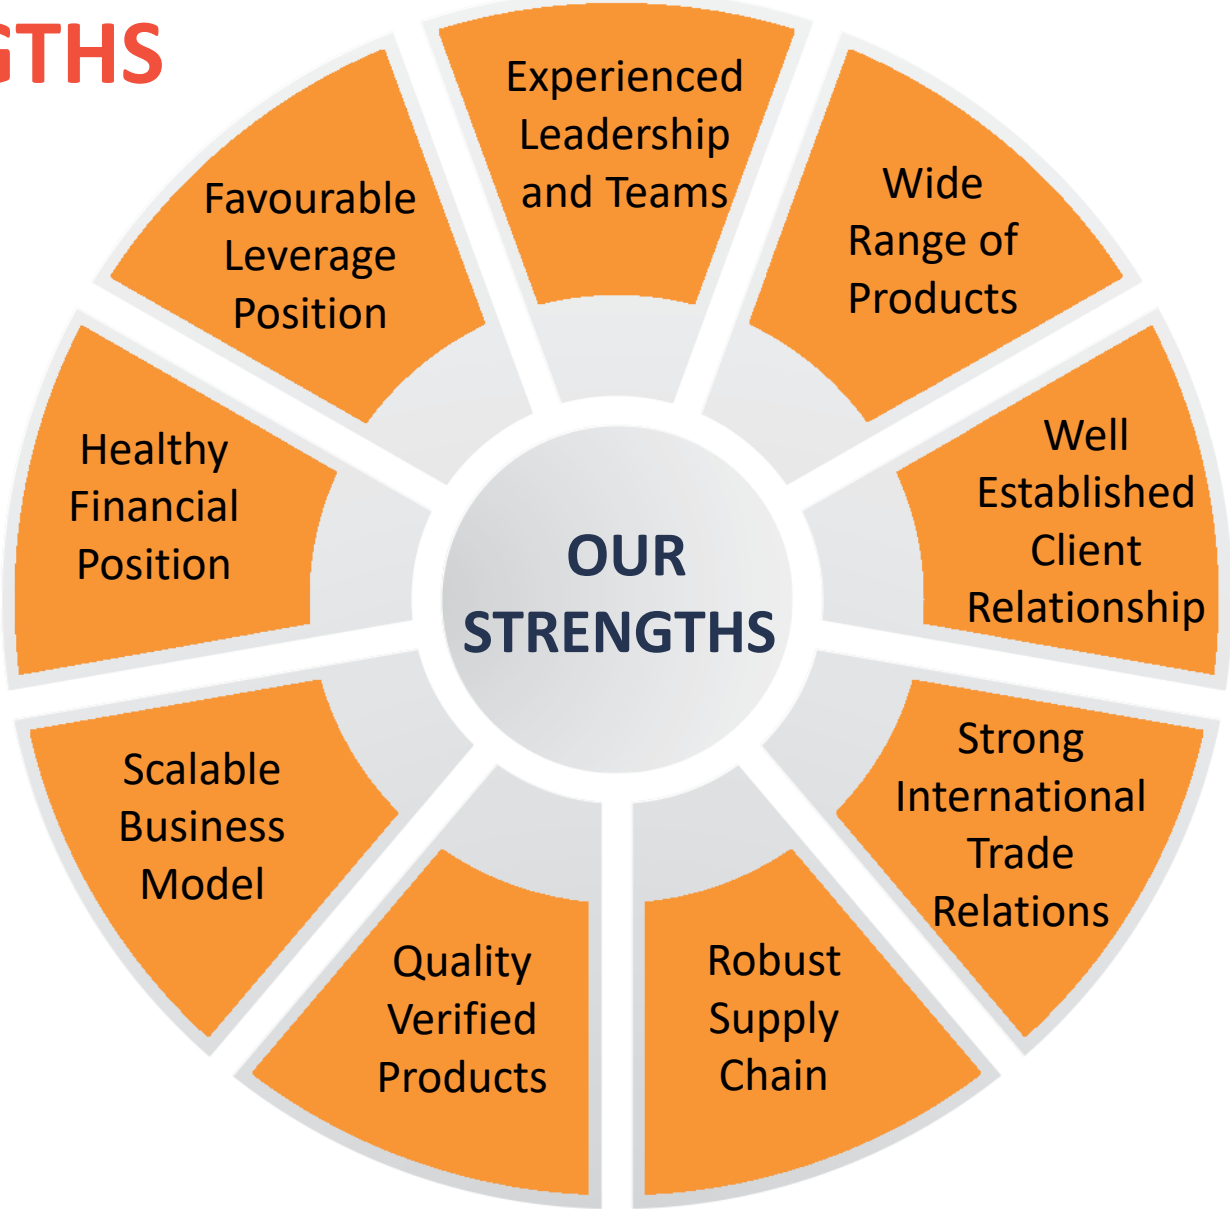 GTHS
Experienced
Leadership
and Teams
Wide
Range of
Products
Well
Established
Client
Relationship
Strong
International
Trade
Relations
Robust
Supply
Chain
Quality
Verified
Products
Scalable
Business
Model
Healthy
Financial
Position
Favourable
Leverage
Position
OUR
STRENGTHS